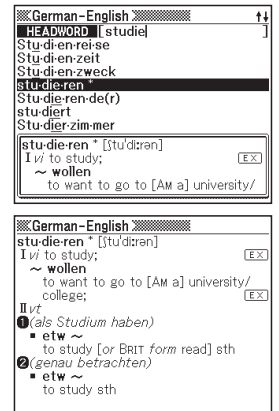 German-English
HEADWORD [studie ]
Stu·di·en·rei·se
Stu·di·en·zeit
Stu·di·en·zweck
stu·die·ren *
Stu·die·ren·de(r)
stu·diert
Stu·dier·zim·mer
stu·die·ren * [ʃtuˈdiːrən]
I vi to study; EX
~ wollen
to want to go to [AM a] university/
German-English
stu·die·ren * [ʃtuˈdiːrən]
I vi to study; EX
~ wollen
to want to go to [AM a] university/
college; EX
II vt
❶(als Studium haben)
▪ etw ~
to study [or BRIT form read] sth
❷(genau betrachten)
▪ etw ~
to study sth